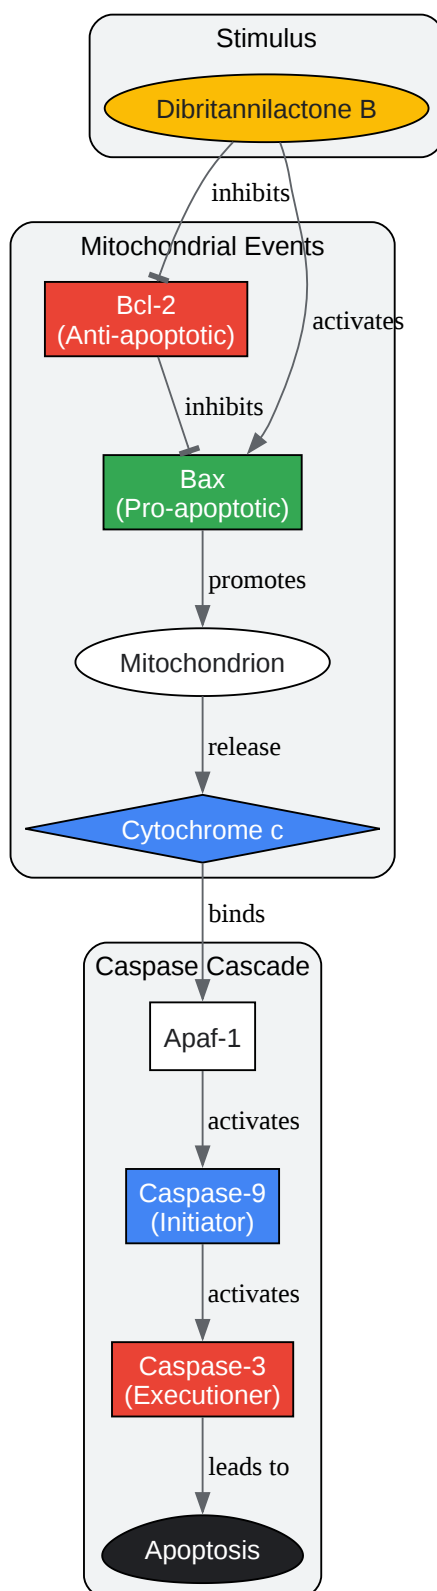 Stimulus
Dibritannilactone B
inhibits
Mitochondrial Events
Bcl-2
(Anti-apoptotic)
activates
inhibits
Bax
(Pro-apoptotic)
promotes
Mitochondrion
release
Cytochrome c
binds
Caspase Cascade
Apaf-1
activates
Caspase-9
(Initiator)
activates
Caspase-3
(Executioner)
leads to
Apoptosis